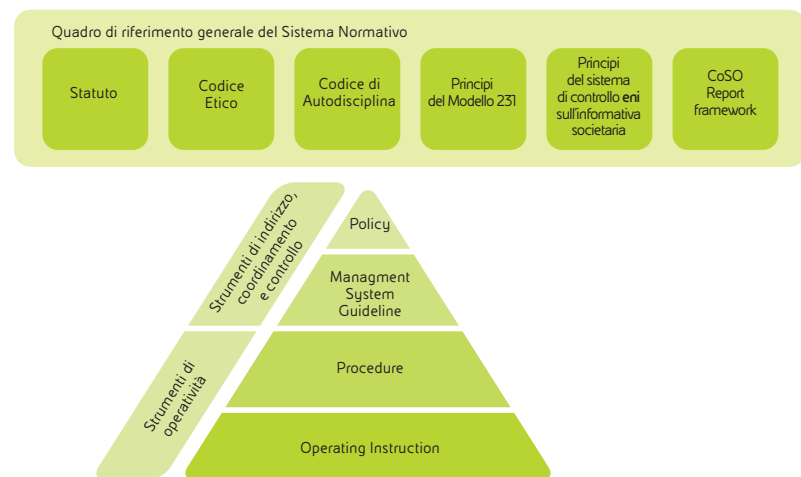 Quadro di riferimento generale del Sistema Normativo
Statuto
Codice
Etico
Codice di
Autodisciplina
Principi
del Modello 231
Principi
del sistema
di controllo eni
sull'informativa
societaria
CoSO
Report
framework
Strumenti di indirizzo,
coordinamento
e controllo
Policy
Managment
System
Guideline
Strumenti di
operatività
Procedure
Operating Instruction